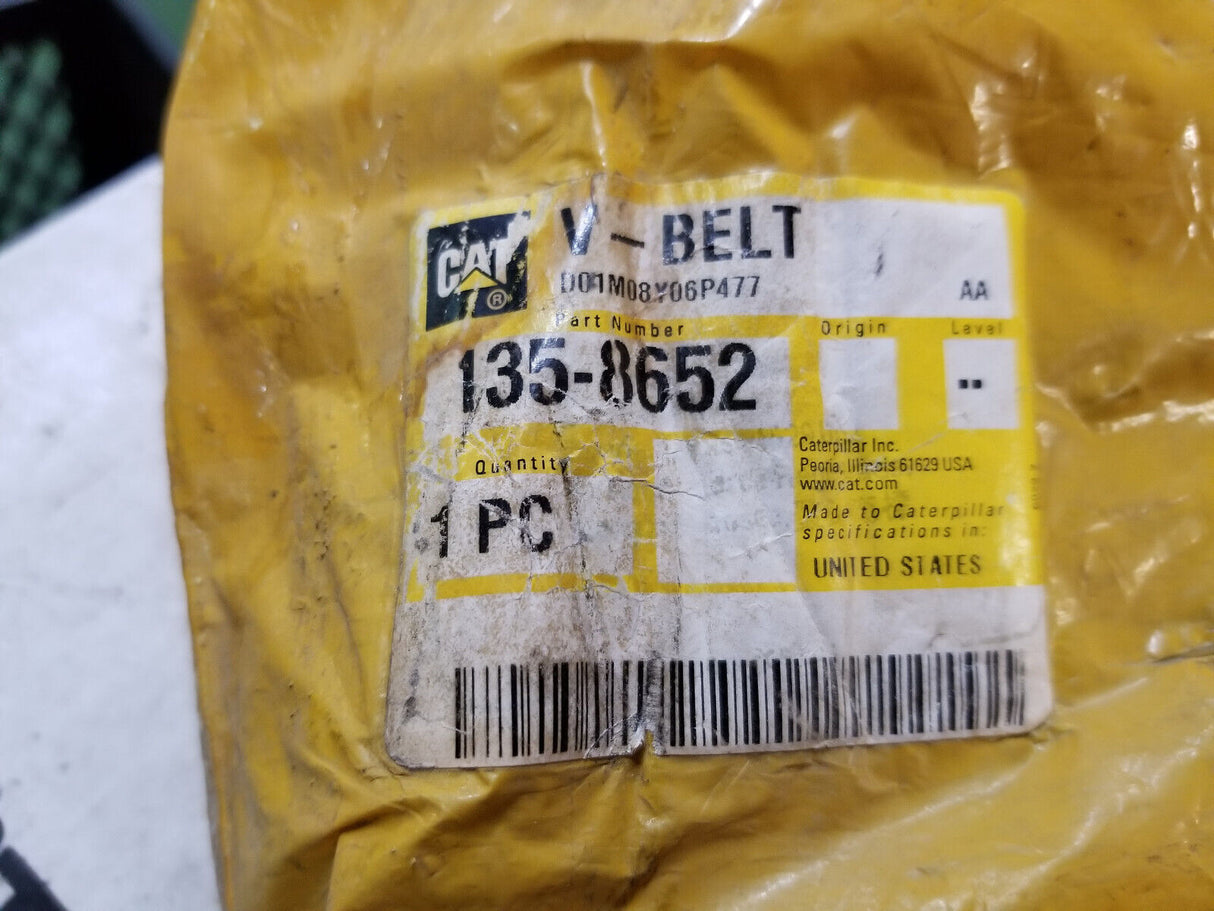 CAT®
V-BELT
D01M08Y06P477
AA
Part Number
Origin
Level
135-8652
--
Quantity
1 PC
Caterpillar Inc.
Peoria, Illinois 61629 USA
www.cat.com
Made to Caterpillar
specifications in:
UNITED STATES